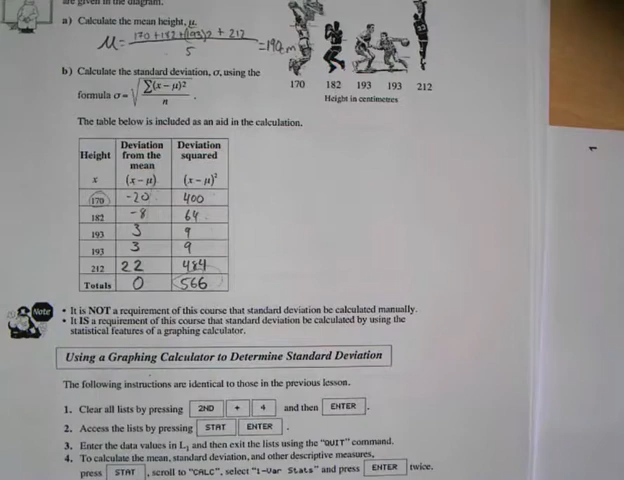 are given in the diagram.
a) Calculate the mean height, μ.
μ = 170 + 182 + (193)2 + 212 = 190cm
5
b) Calculate the standard deviation, σ, using the
formula σ = √ Σ(x − μ)² / n .
170 182 193 193 212
Height in centimetres
The table below is included as an aid in the calculation.
Height x Deviation from the mean (x − μ) Deviation squared (x − μ)²
170 -20 400
182 -8 64
193 3 9
193 3 9
212 22 484
Totals 0 566
Note
• It is NOT a requirement of this course that standard deviation be calculated manually.
• It IS a requirement of this course that standard deviation be calculated by using the
statistical features of a graphing calculator.
Using a Graphing Calculator to Determine Standard Deviation
The following instructions are identical to those in the previous lesson.
1. Clear all lists by pressing 2ND + 4 and then ENTER .
2. Access the lists by pressing STAT ENTER .
3. Enter the data values in L1 and then exit the lists using the "QUIT" command.
4. To calculate the mean, standard deviation, and other descriptive measures,
press STAT , scroll to "CALC", select "1-Var Stats" and press ENTER twice.
1